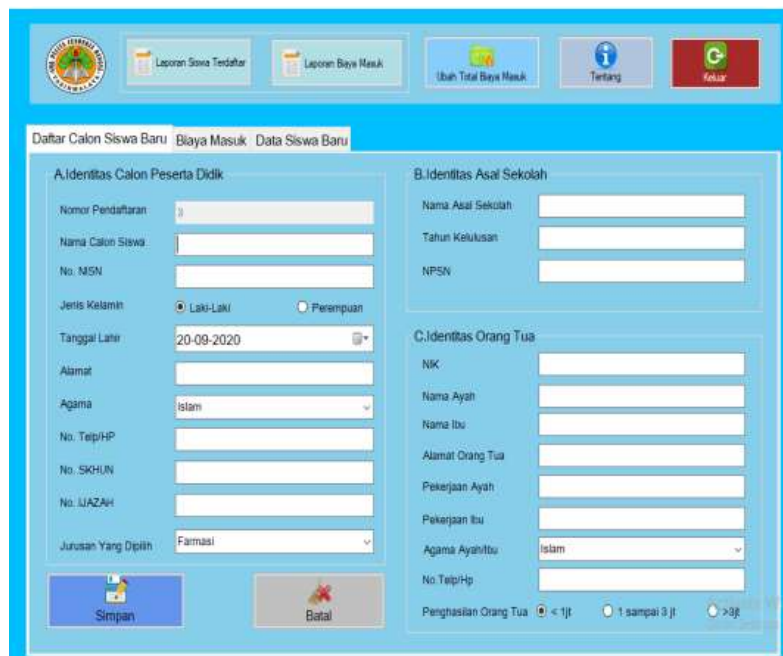 Laporan Siswa Terdaftar
Laporan Biaya Masuk
Ubah Total Biaya Masuk
Tentang
Keluar
Daftar Calon Siswa Baru
Biaya Masuk
Data Siswa Baru
A.Identitas Calon Peserta Didik
Nomor Pendaftaran
3
Nama Calon Siswa
No. NISN
Jenis Kelamin
Laki-Laki
Perempuan
Tanggal Lahir
20-09-2020
Alamat
Agama
Islam
No. Telp/HP
No. SKHUN
No. IJAZAH
Jurusan Yang Dipilih
Farmasi
Simpan
Batal
B.Identitas Asal Sekolah
Nama Asal Sekolah
Tahun Kelulusan
NPSN
C.Identitas Orang Tua
NIK
Nama Ayah
Nama Ibu
Alamat Orang Tua
Pekerjaan Ayah
Pekerjaan Ibu
Agama Ayah/Ibu
Islam
No.Telp/Hp
Penghasilan Orang Tua
< 1jt
1 sampai 3 jt
>3jt